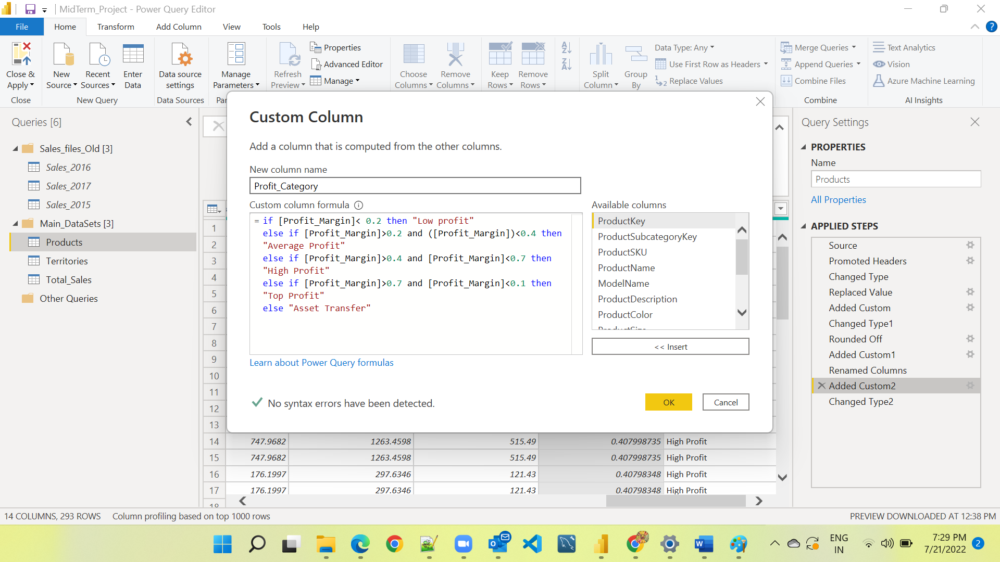 MidTerm_Project - Power Query Editor
File
Home
Transform
Add Column
View
Tools
Help
?
Close &
Apply
Close
New
Source
Recent
Sources
Enter
Data
New Query
Data source
settings
Data Sources
Manage
Parameters
Par
Refresh
Preview
Properties
Advanced Editor
Manage
Choose
Columns
Remove
Columns
Keep
Rows
Remove
Rows
A
Z
Z
A
Split
Column
Group
By
Data Type: Any
Use First Row as Headers
1
2
Replace Values
Merge Queries
Append Queries
Combine Files
Combine
Text Analytics
Vision
Azure Machine Learning
AI Insights
Queries [6]
Sales_files_Old [3]
Sales_2016
Sales_2017
Sales_2015
Main_DataSets [3]
Products
Territories
Total_Sales
Other Queries
Custom Column
Add a column that is computed from the other columns.
New column name
Profit_Category
Custom column formula
= if [Profit_Margin]< 0.2 then "Low profit"
else if [Profit_Margin]>0.2 and ([Profit_Margin])<0.4 then
"Average Profit"
else if [Profit_Margin]>0.4 and [Profit_Margin]<0.7 then
"High Profit"
else if [Profit_Margin]>0.7 and [Profit_Margin]<0.1 then
"Top Profit"
else "Asset Transfer"
Available columns
ProductKey
ProductSubcategoryKey
ProductSKU
ProductName
ModelName
ProductDescription
ProductColor
ProductSize
<< Insert
Learn about Power Query formulas
No syntax errors have been detected.
OK
Cancel
1
2
3
4
5
6
7
8
9
10
11
12
13
14 747.9682 1263.4598 515.49 0.407998735 High Profit
15 747.9682 1263.4598 515.49 0.407998735 High Profit
16 176.1997 297.6346 121.43 0.40798348 High Profit
17 176.1997 297.6346 121.43 0.40798348 High Profit
18
Query Settings
PROPERTIES
Name
Products
All Properties
APPLIED STEPS
Source
Promoted Headers
Changed Type
Replaced Value
Added Custom
Changed Type1
Rounded Off
Added Custom1
Renamed Columns
Added Custom2
Changed Type2
14 COLUMNS, 293 ROWS
Column profiling based on top 1000 rows
PREVIEW DOWNLOADED AT 12:38 PM
ENG
IN
7:29 PM
7/21/2022
2